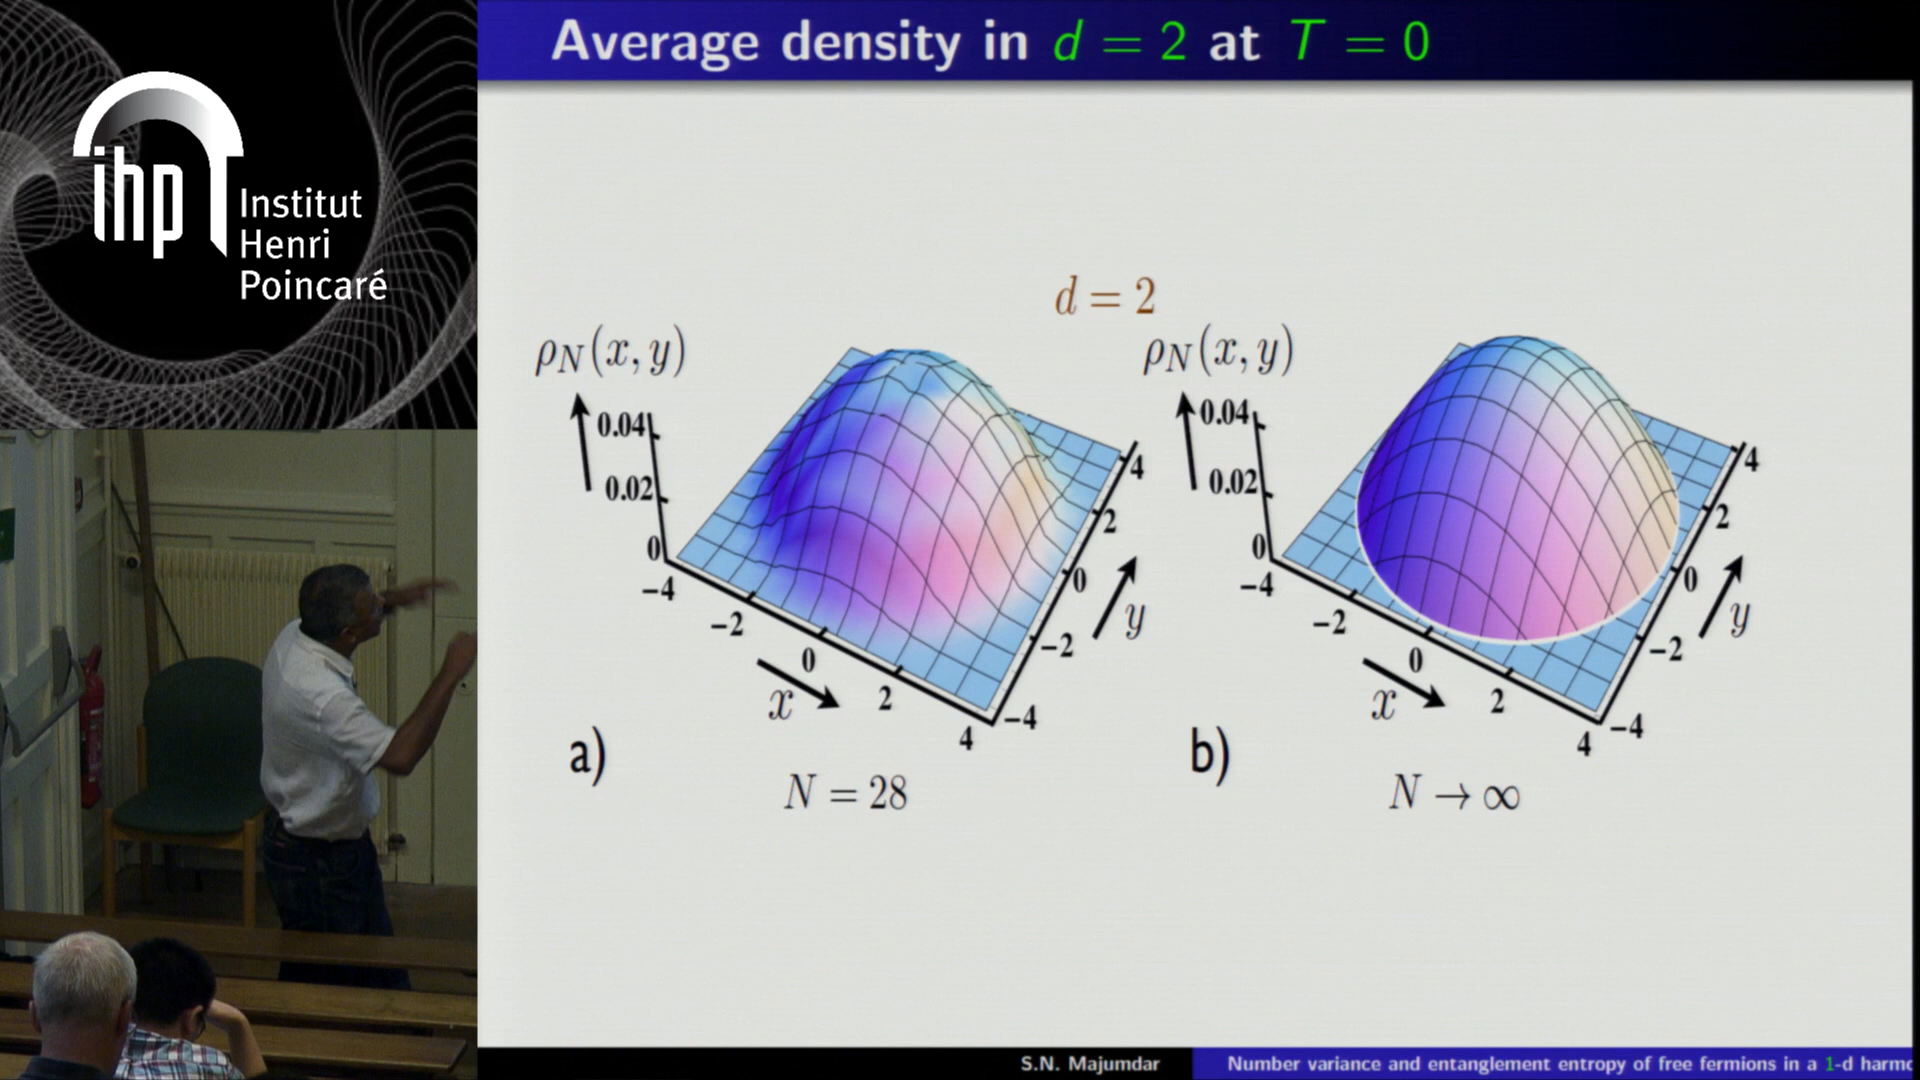 ihp Institut
Henri
Poincaré
Average density in d = 2 at T = 0
d = 2
ρN(x, y)
0.04
0.02
0
−4
−2
0
2
4
x
−4
−2
0
2
4
y
a)
N = 28
ρN(x, y)
0.04
0.02
0
−4
−2
0
2
4
x
−4
−2
0
2
4
y
b)
N → ∞
S.N. Majumdar
Number variance and entanglement entropy of free fermions in a 1-d harmo